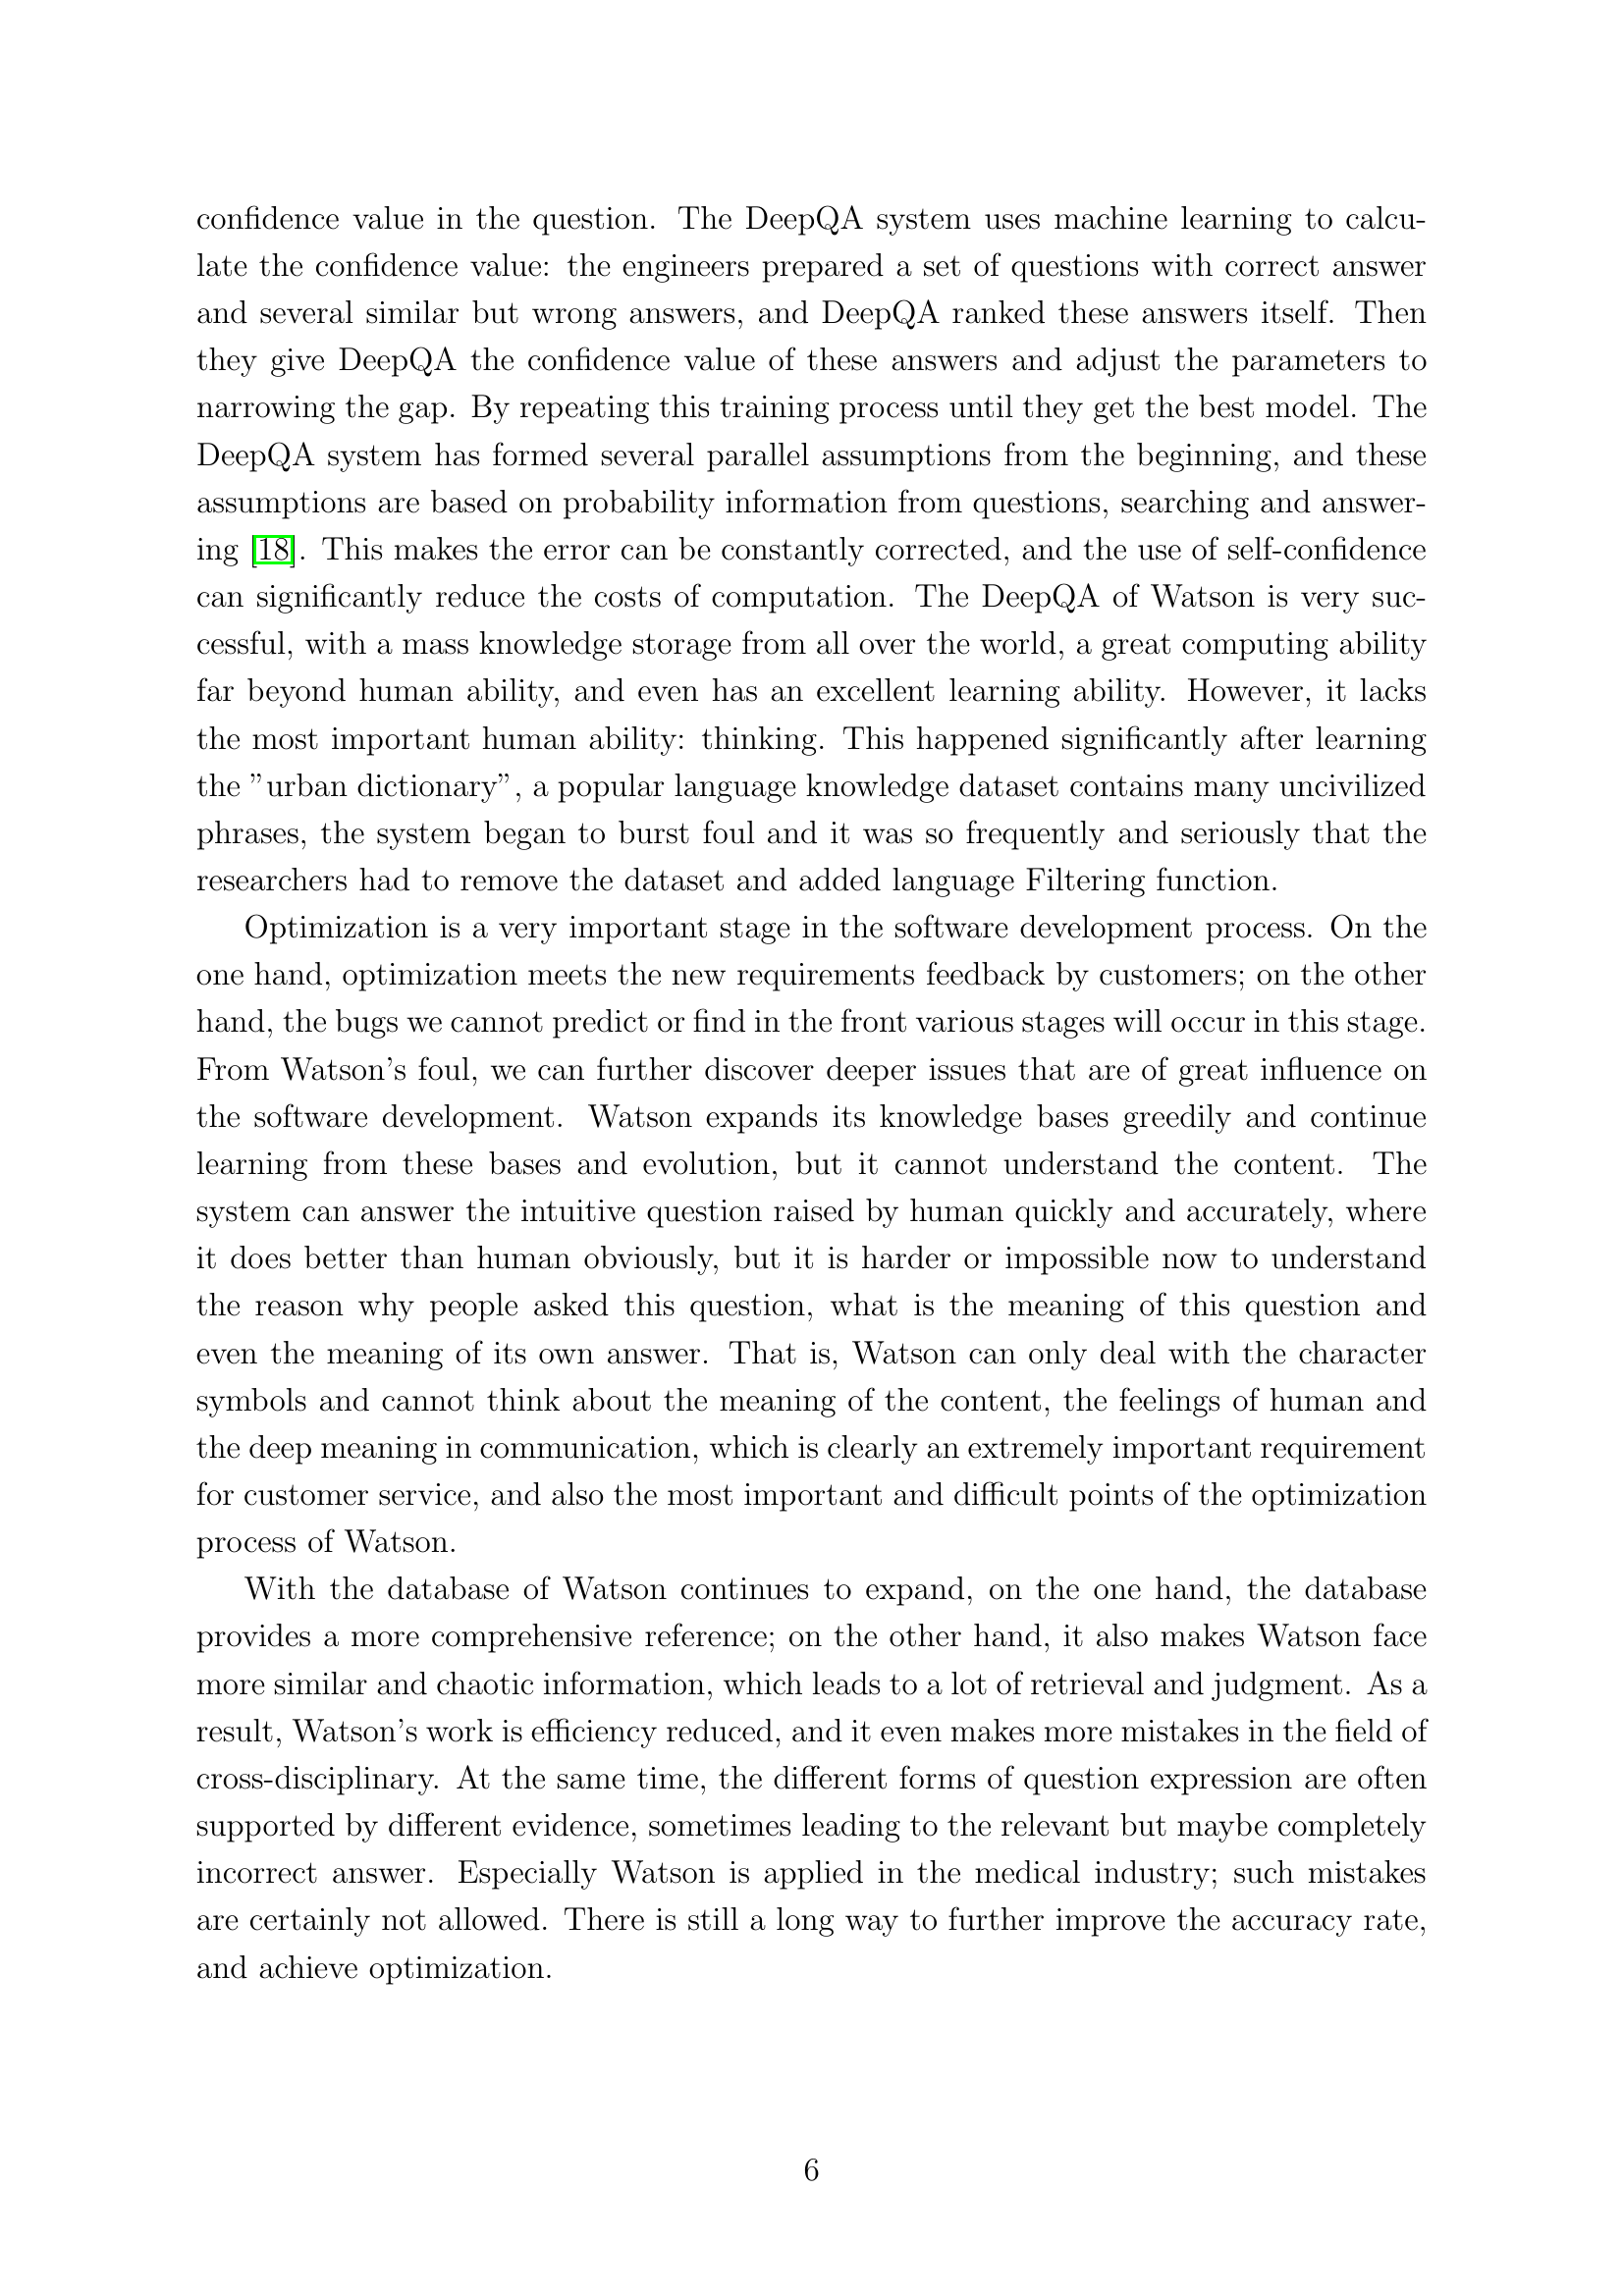 confidence value in the question. The DeepQA system uses machine learning to calcu-
late the confidence value: the engineers prepared a set of questions with correct answer
and several similar but wrong answers, and DeepQA ranked these answers itself. Then
they give DeepQA the confidence value of these answers and adjust the parameters to
narrowing the gap. By repeating this training process until they get the best model. The
DeepQA system has formed several parallel assumptions from the beginning, and these
assumptions are based on probability information from questions, searching and answer-
ing [18]. This makes the error can be constantly corrected, and the use of self-confidence
can significantly reduce the costs of computation. The DeepQA of Watson is very suc-
cessful, with a mass knowledge storage from all over the world, a great computing ability
far beyond human ability, and even has an excellent learning ability. However, it lacks
the most important human ability: thinking. This happened significantly after learning
the ”urban dictionary”, a popular language knowledge dataset contains many uncivilized
phrases, the system began to burst foul and it was so frequently and seriously that the
researchers had to remove the dataset and added language Filtering function.
Optimization is a very important stage in the software development process. On the
one hand, optimization meets the new requirements feedback by customers; on the other
hand, the bugs we cannot predict or find in the front various stages will occur in this stage.
From Watson’s foul, we can further discover deeper issues that are of great influence on
the software development. Watson expands its knowledge bases greedily and continue
learning from these bases and evolution, but it cannot understand the content. The
system can answer the intuitive question raised by human quickly and accurately, where
it does better than human obviously, but it is harder or impossible now to understand
the reason why people asked this question, what is the meaning of this question and
even the meaning of its own answer. That is, Watson can only deal with the character
symbols and cannot think about the meaning of the content, the feelings of human and
the deep meaning in communication, which is clearly an extremely important requirement
for customer service, and also the most important and difficult points of the optimization
process of Watson.
With the database of Watson continues to expand, on the one hand, the database
provides a more comprehensive reference; on the other hand, it also makes Watson face
more similar and chaotic information, which leads to a lot of retrieval and judgment. As a
result, Watson’s work is efficiency reduced, and it even makes more mistakes in the field of
cross-disciplinary. At the same time, the different forms of question expression are often
supported by different evidence, sometimes leading to the relevant but maybe completely
incorrect answer. Especially Watson is applied in the medical industry; such mistakes
are certainly not allowed. There is still a long way to further improve the accuracy rate,
and achieve optimization.
6